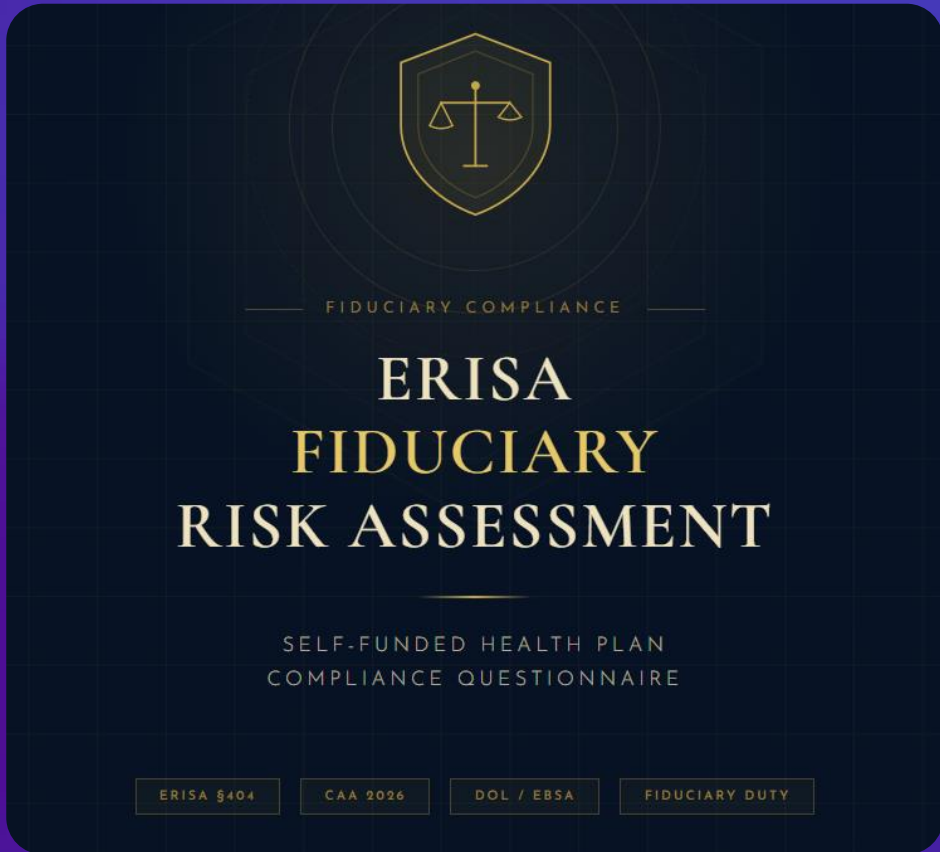 FIDUCIARY COMPLIANCE
ERISA
FIDUCIARY
RISK ASSESSMENT
SELF-FUNDED HEALTH PLAN
COMPLIANCE QUESTIONNAIRE
ERISA §404
CAA 2026
DOL / EBSA
FIDUCIARY DUTY